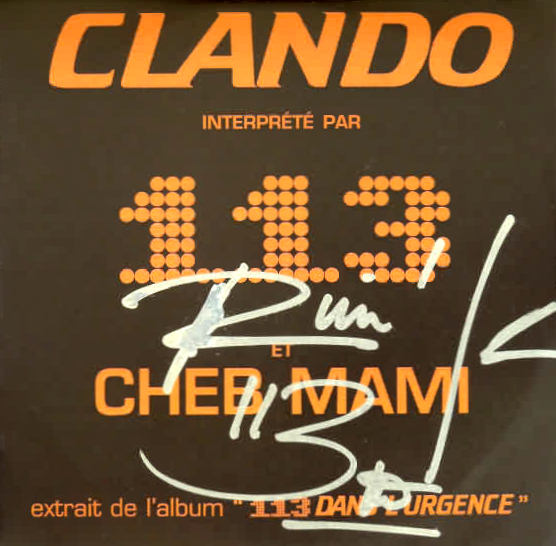 CLANDO
INTERPRÉTÉ PAR
113
ET
CHEB MAMI
extrait de l'album " 113 DANS L'URGENCE "